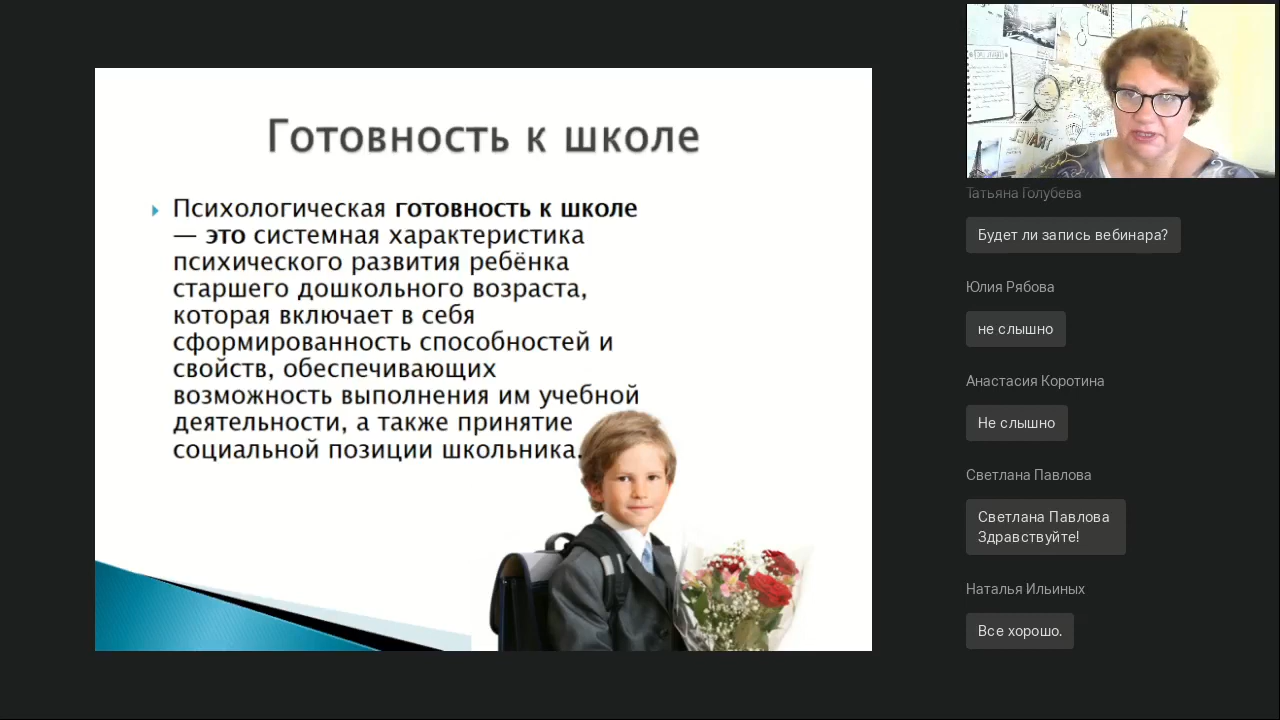 Готовность к школе
Психологическая готовность к школе
— это системная характеристика
психического развития ребёнка
старшего дошкольного возраста,
которая включает в себя
сформированность способностей и
свойств, обеспечивающих
возможность выполнения им учебной
деятельности, а также принятие
социальной позиции школьника.
Татьяна Голубева
Будет ли запись вебинара?
Юлия Рябова
не слышно
Анастасия Коротина
Не слышно
Светлана Павлова
Светлана Павлова
Здравствуйте!
Наталья Ильиных
Все хорошо.